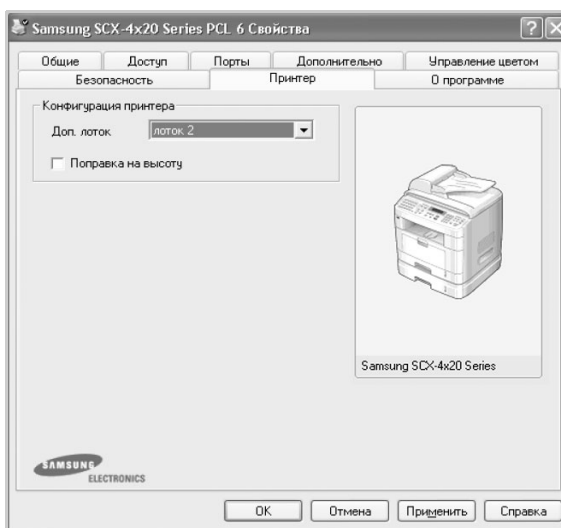 Samsung SCX-4x20 Series PCL 6 Свойства
Общие Доступ Порты Дополнительно Управление цветом
Безопасность Принтер О программе
Конфигурация принтера
Доп. лоток лоток 2
Поправка на высоту
Samsung SCX-4x20 Series
SAMSUNG
ELECTRONICS
OK Отмена Применить Справка